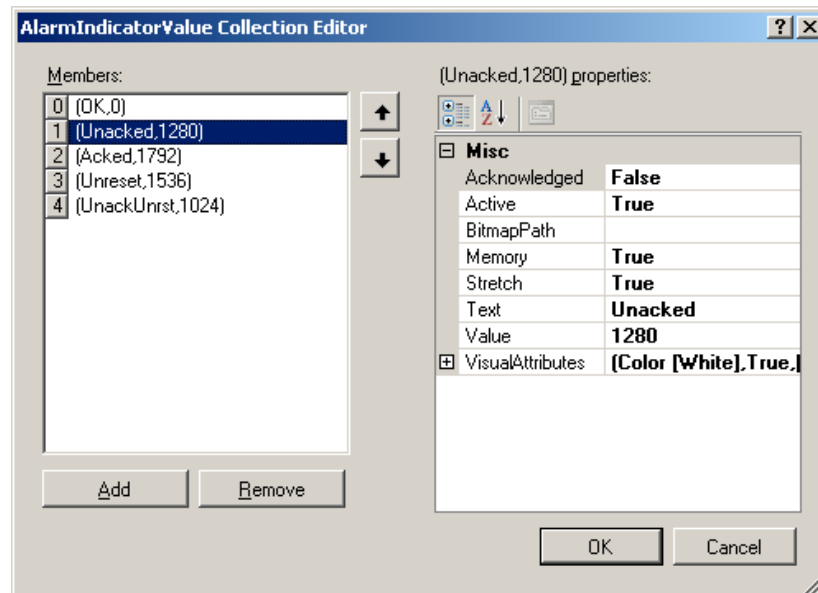 AlarmIndicatorValue Collection Editor
Members:
(Unacked,1280) properties:
0 (OK,0)
1 (Unacked,1280)
2 (Acked,1792)
3 (Unreset,1536)
4 (UnackUnrst,1024)
Misc
Acknowledged False
Active True
BitmapPath
Memory True
Stretch True
Text Unacked
Value 1280
VisualAttributes (Color [White],True,[
Add
Remove
OK
Cancel